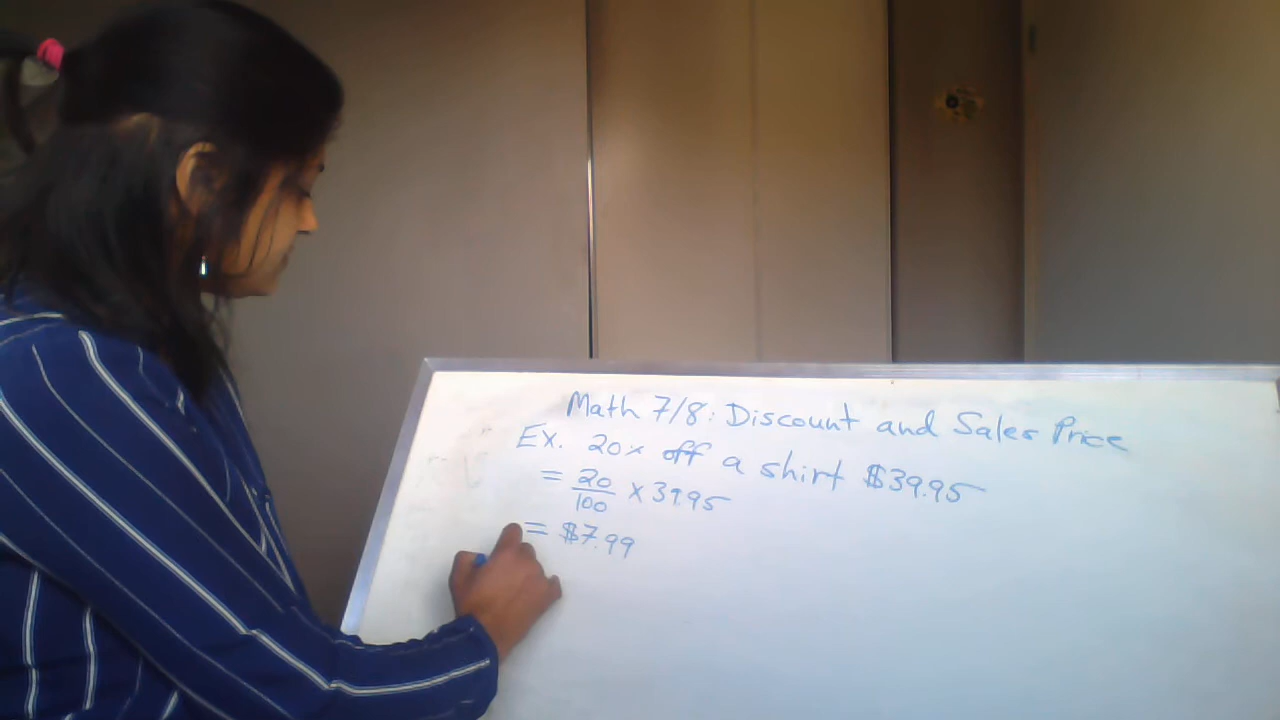 Math 7/8: Discount and Sales Price
Ex. 20% off a shirt $39.95
= 20/100 x 39.95
= $7.99